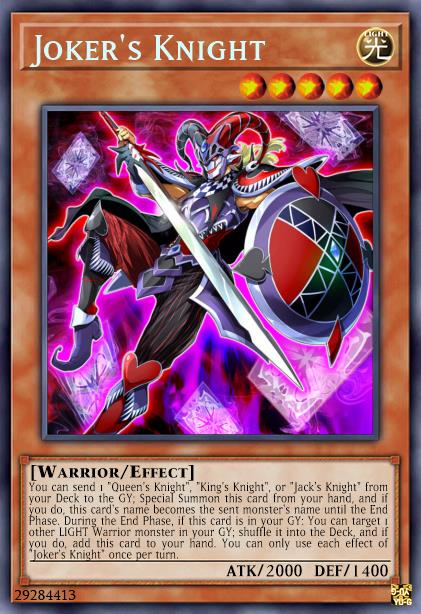 Joker's Knight
LIGHT
光
[Warrior/Effect]
You can send 1 "Queen's Knight", "King's Knight", or "Jack's Knight" from
your Deck to the GY; Special Summon this card from your hand, and if
you do, this card's name becomes the sent monster's name until the End
Phase. During the End Phase, if this card is in your GY: You can target 1
other LIGHT Warrior monster in your GY; shuffle it into the Deck, and if
you do, add this card to your hand. You can only use each effect of
"Joker's Knight" once per turn.
ATK/2000 DEF/1400
29284413